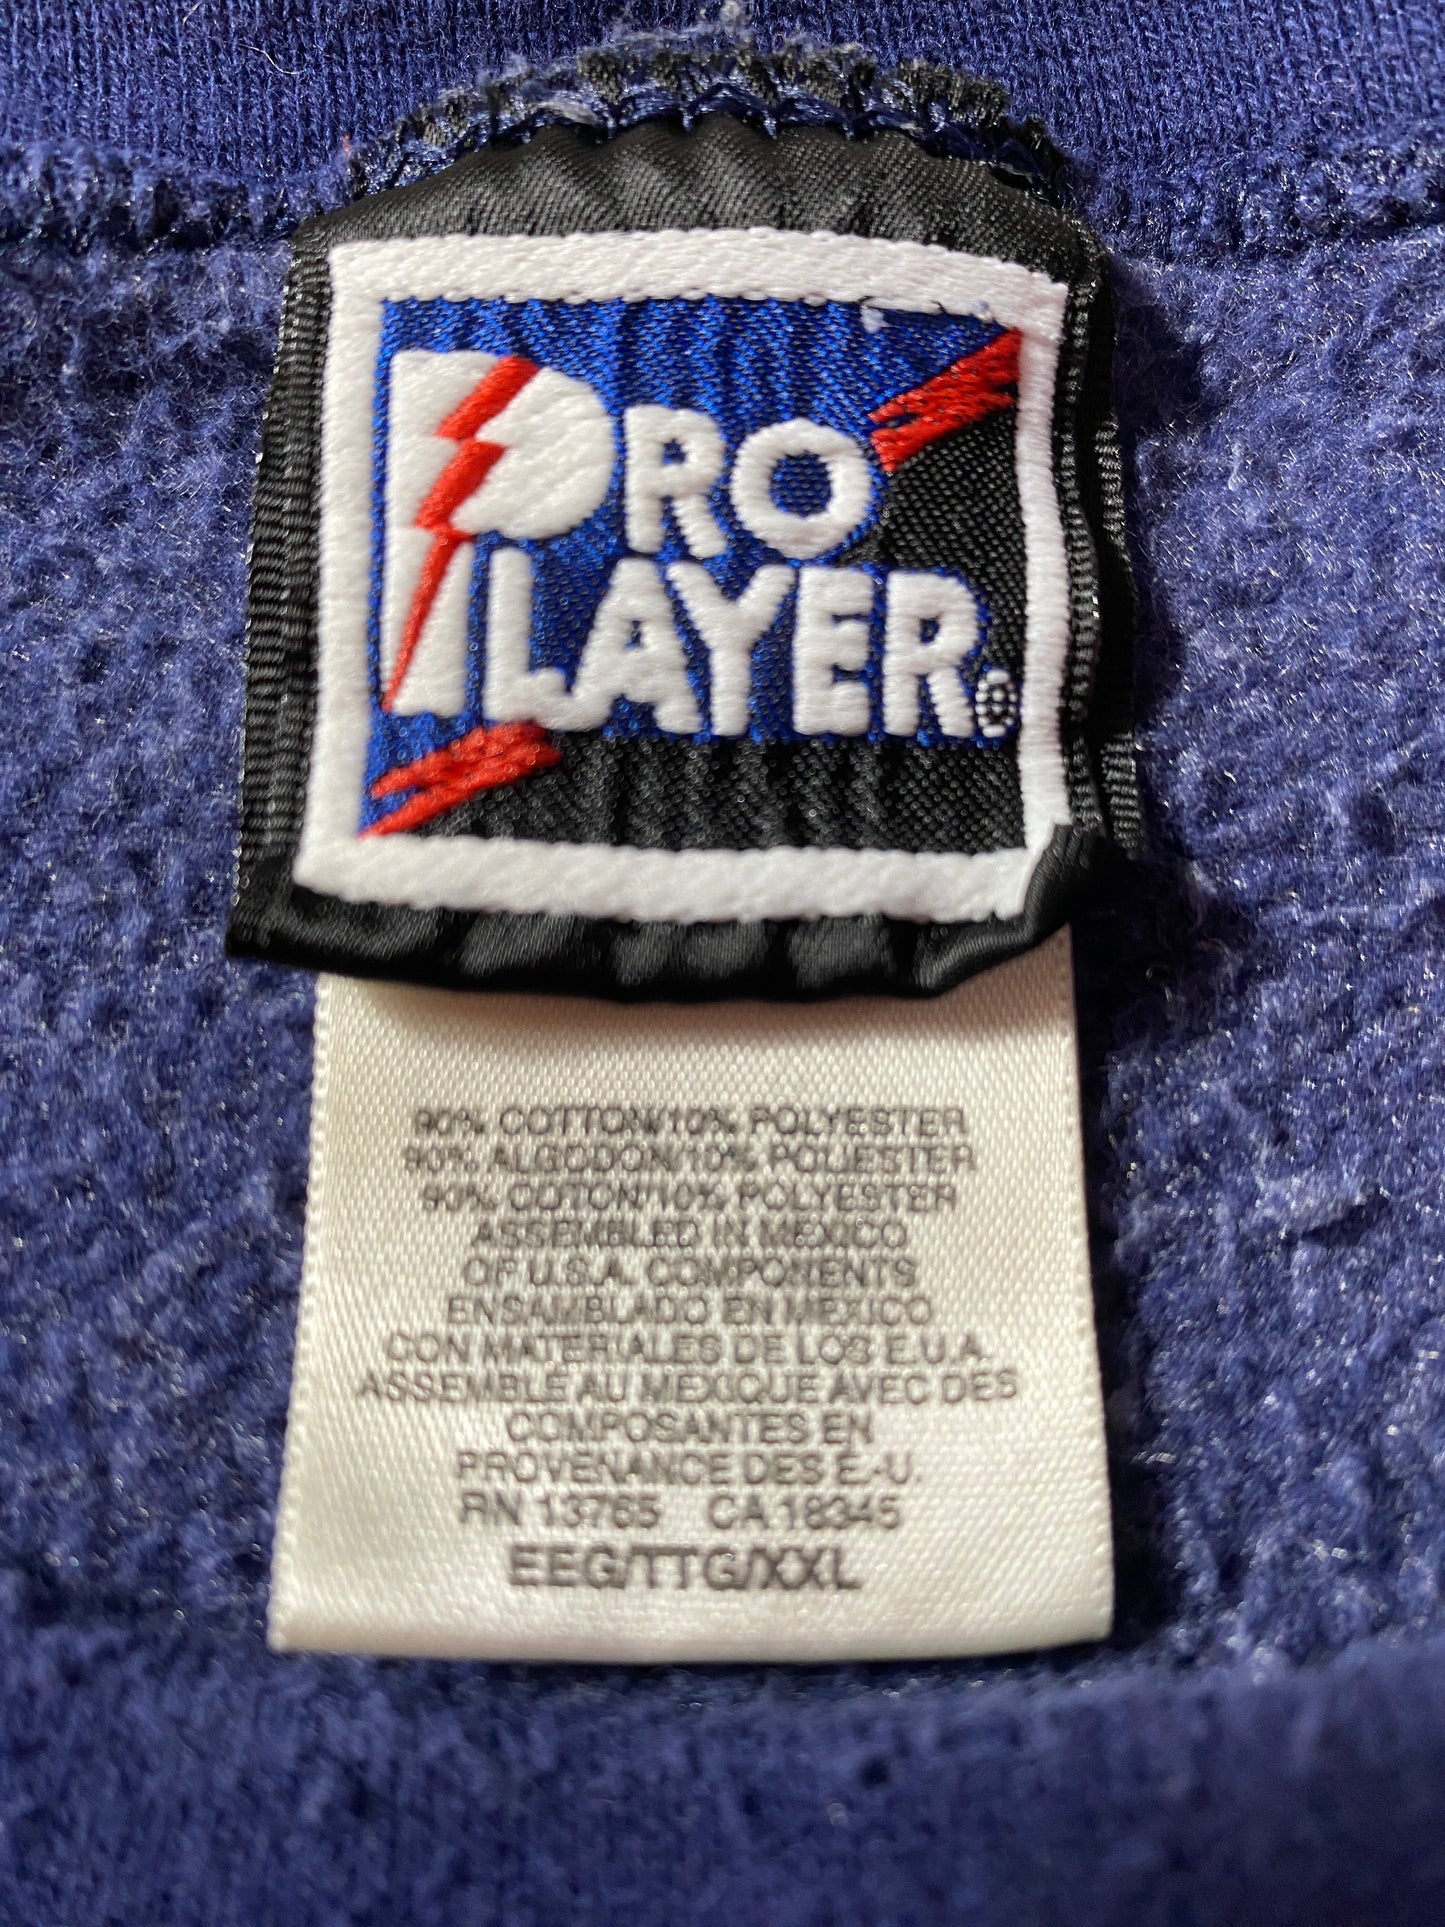 PRO
PLAYER®
90% COTTON/10% POLYESTER
90% ALGODON/10% POLIESTER
90% COTON/10% POLYESTER
ASSEMBLED IN MEXICO
OF U.S.A. COMPONENTS
ENSAMBLADO EN MEXICO
CON MATERIALES DE LOS E.U.A.
ASSEMBLE AU MEXIQUE AVEC DES
COMPOSANTES EN
PROVENANCE DES É.-U.
RN 13765 CA 18345
EEG/TTG/XXL